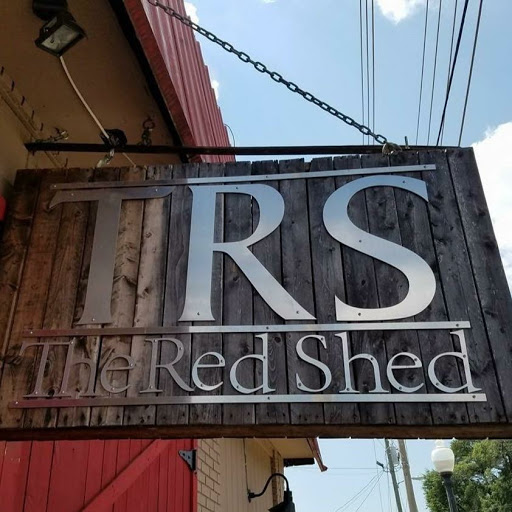 TRS
The Red Shed